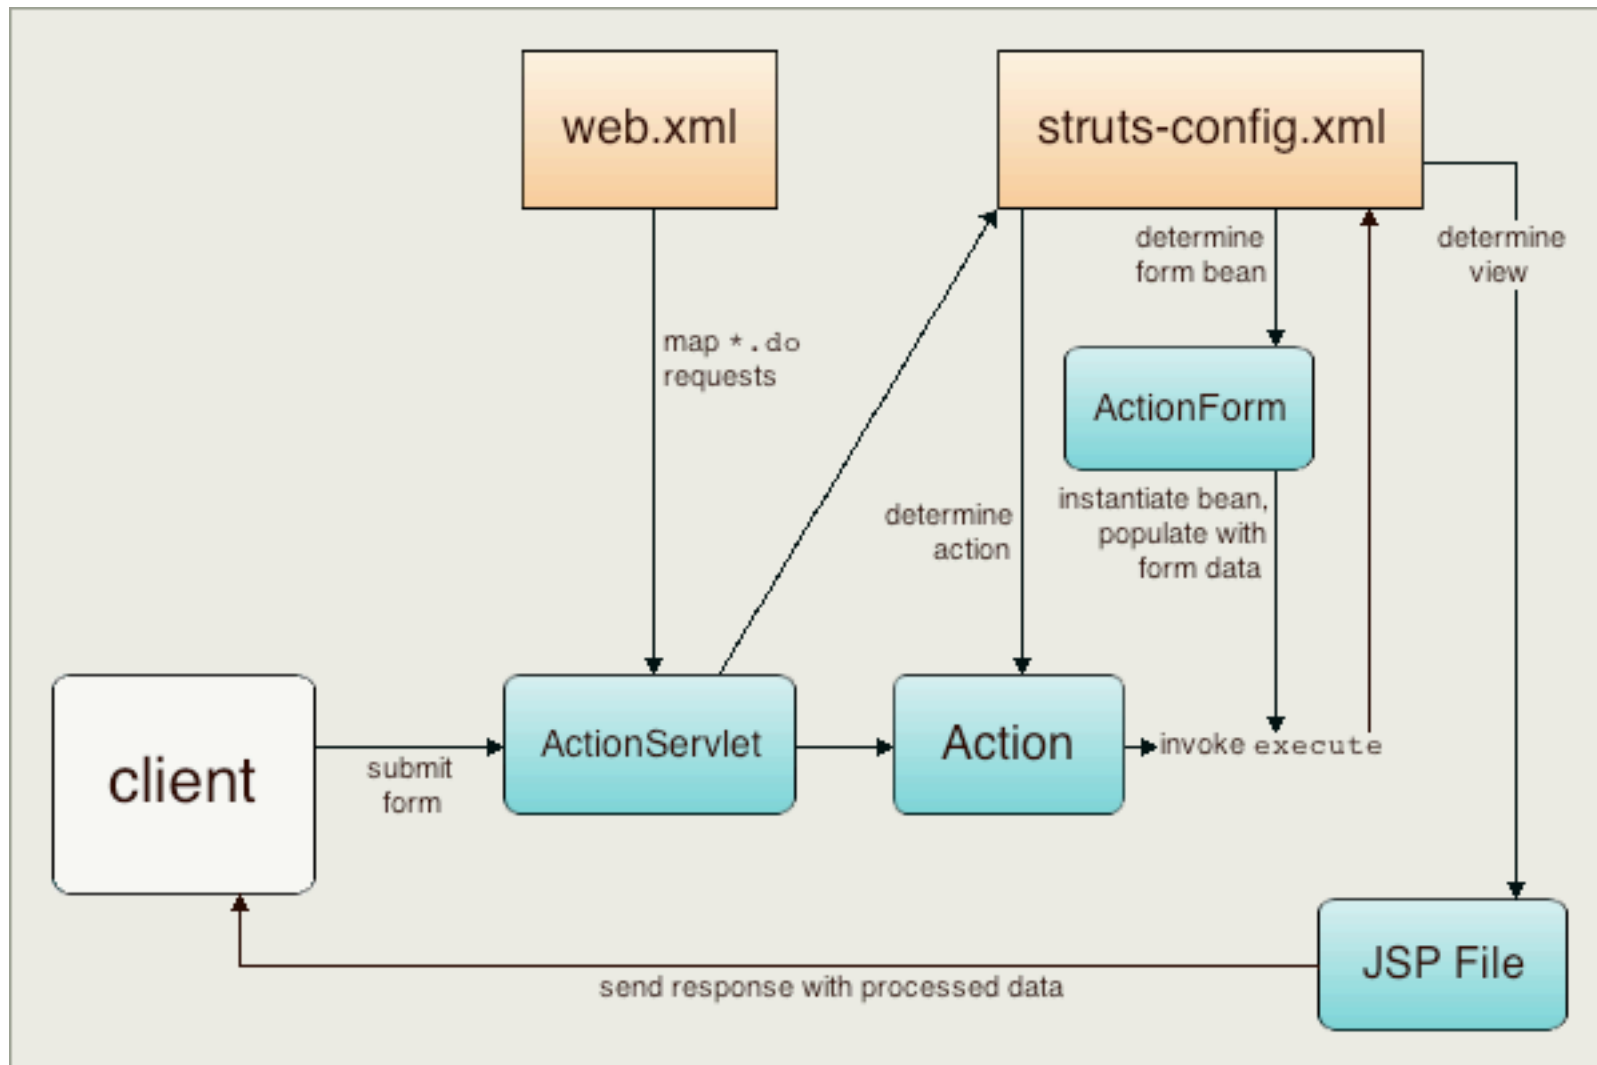 web.xml
struts-config.xml
determine
form bean
determine
view
map *.do
requests
ActionForm
instantiate bean,
populate with
form data
determine
action
client
submit
form
ActionServlet
Action
invoke execute
JSP File
send response with processed data